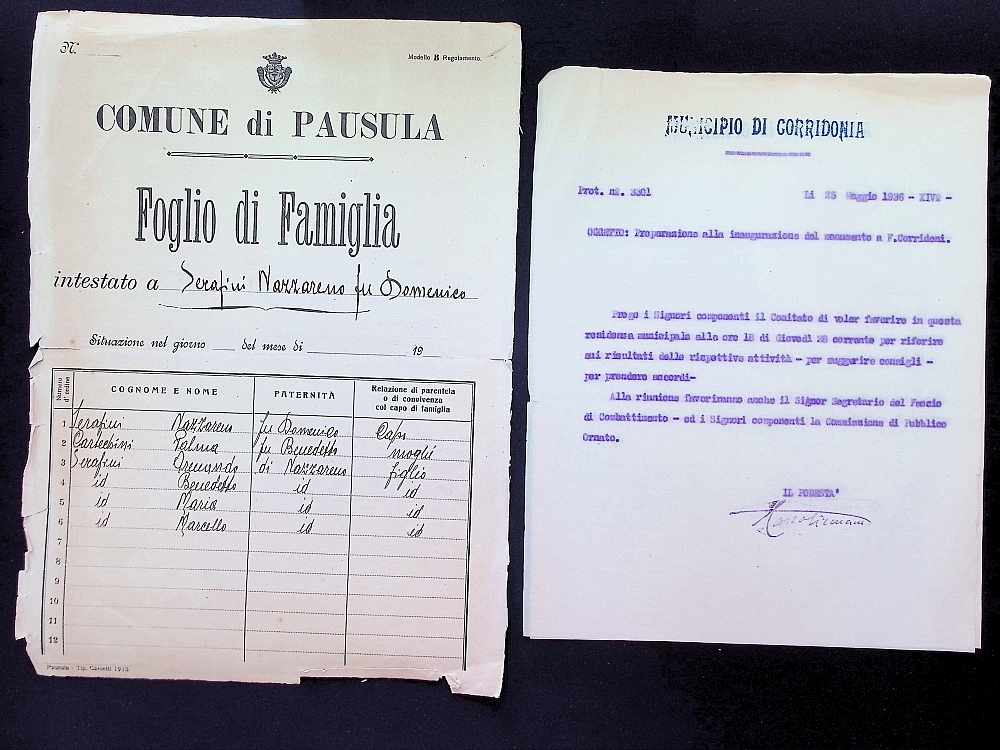 N.º
Modello B Regolamento.
COMUNE di PAUSULA
Foglio di Famiglia
intestato a Serafini Nazzareno fu Domenico
Situazione nel giorno del mese di 19
Numero d'ordine COGNOME E NOME PATERNITÀ Relazione di parentela o di convivenza col capo di famiglia
1 Serafini Nazzareno fu Domenico Capo
2 Cartechini Palma fu Benedetto moglie
3 Serafini Armando di Nazzareno figlio
4 id Benedetto id id
5 id Maria id id
6 id Marcello id id
7
8
9
10
11
12
Pausula - Tip. Garsetti 1913
MUNICIPIO DI CORRIDONIA
Prot. nº. 3301 Li 25 Maggio 1936 - XIVº -
OGGETTO: Preparazione alla inaugurazione del monumento a F.Corridoni.
Prego i Signori componenti il Comitato di voler favorire in questa
residenza municipale alle ore 18 di Giovedì 28 corrente per riferire
sui risultati delle rispettive attività - per suggerire consigli -
per prendere accordi-
Alla riunione favoriranno anche il Signor Segretario del Fascio
di Combattimento - ed i Signori componenti la Commissione di Pubblico
Ornato.
IL PODESTA'